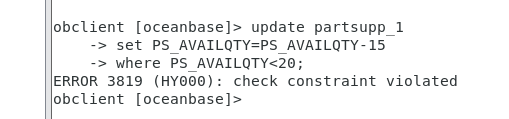 obclient [oceanbase]> update partsupp_1
    -> set PS_AVAILQTY=PS_AVAILQTY-15
    -> where PS_AVAILQTY<20;
ERROR 3819 (HY000): check constraint violated
obclient [oceanbase]>